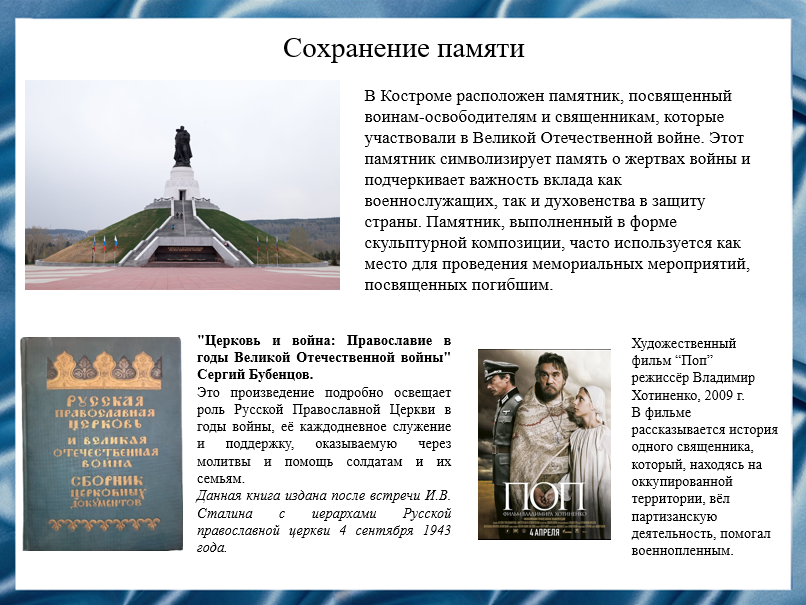 Сохранение памяти
В Костроме расположен памятник, посвященный
воинам-освободителям и священникам, которые
участвовали в Великой Отечественной войне. Этот
памятник символизирует память о жертвах войны и
подчеркивает важность вклада как
военнослужащих, так и духовенства в защиту
страны. Памятник, выполненный в форме
скульптурной композиции, часто используется как
место для проведения мемориальных мероприятий,
посвященных погибшим.
РУССКАЯ
ПРАВОСЛАВНАЯ
ЦЕРКОВЬ
И ВЕЛИКАЯ
ОТЕЧЕСТВЕННАЯ
ВОЙНА
СБОРНИК
ЦЕРКОВНЫХ
ДОКУМЕНТОВ
"Церковь и война: Православие в
годы Великой Отечественной войны"
Сергий Бубенцов.
Это произведение подробно освещает
роль Русской Православной Церкви в
годы войны, её каждодневное служение
и поддержку, оказываемую через
молитвы и помощь солдатам и их
семьям.
Данная книга издана после встречи И.В.
Сталина с иерархами Русской
православной церкви 4 сентября 1943
года.
ПОП
ФИЛЬМ ВЛАДИМИРА ХОТИНЕНКО
4 АПРЕЛЯ
Художественный
фильм “Поп”
режиссёр Владимир
Хотиненко, 2009 г.
В фильме
рассказывается история
одного священника,
который, находясь на
оккупированной
территории, вёл
партизанскую
деятельность, помогал
военнопленным.